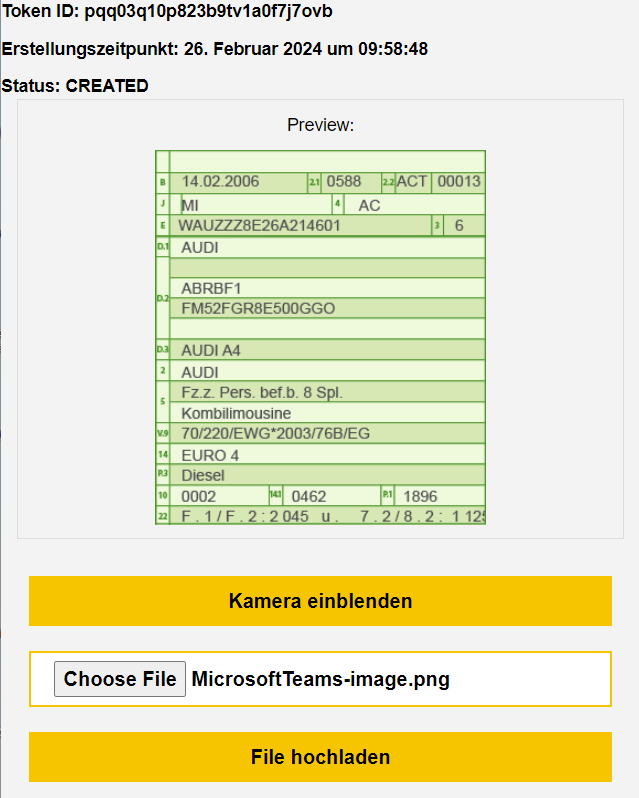 Token ID: pqq03q10p823b9tv1a0f7j7ovb
Erstellungszeitpunkt: 26. Februar 2024 um 09:58:48
Status: CREATED
Preview:
B 14.02.2006 2.1 0588 2.2 ACT 00013
J MI 4 AC
E WAUZZZ8E26A214601 3 6
D.1 AUDI
D.2 ABRBF1
FM52FGR8E500GGO
D.3 AUDI A4
2 AUDI
5 Fz.z. Pers. bef.b. 8 Spl.
Kombilimousine
V.9 70/220/EWG*2003/76B/EG
14 EURO 4
P.3 Diesel
10 0002 14.1 0462 P.1 1896
22 F . 1 / F . 2 : 2 045 u . 7 . 2 / 8 . 2 : 1 125
Kamera einblenden
Choose File MicrosoftTeams-image.png
File hochladen